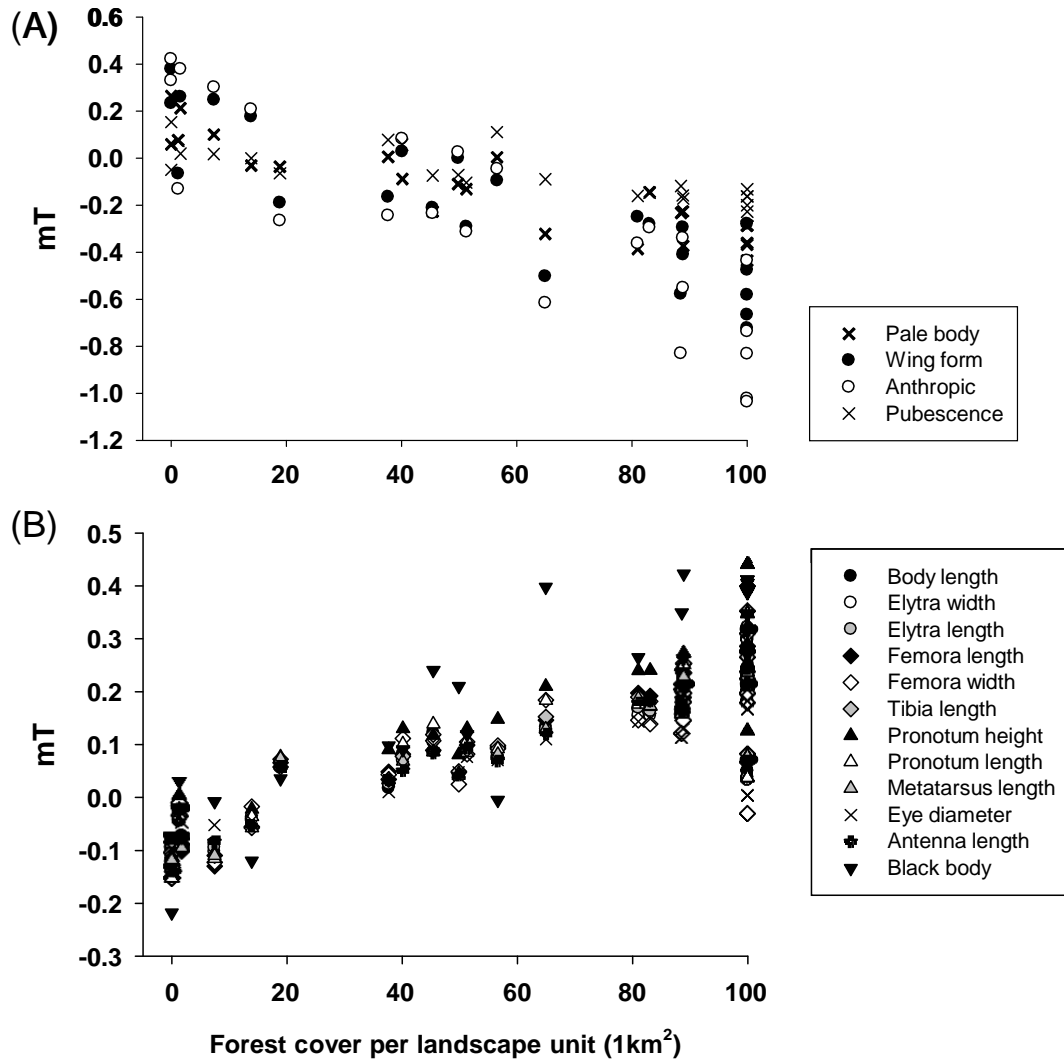 (A)
0.6
0.4
0.2
0.0
-0.2
-0.4
-0.6
-0.8
-1.0
-1.2
mT
0 20 40 60 80 100
Pale body
Wing form
Anthropic
Pubescence
(B)
0.5
0.4
0.3
0.2
0.1
0.0
-0.1
-0.2
-0.3
mT
0 20 40 60 80 100
Forest cover per landscape unit (1km²)
Body length
Elytra width
Elytra length
Femora length
Femora width
Tibia length
Pronotum height
Pronotum length
Metatarsus length
Eye diameter
Antenna length
Black body